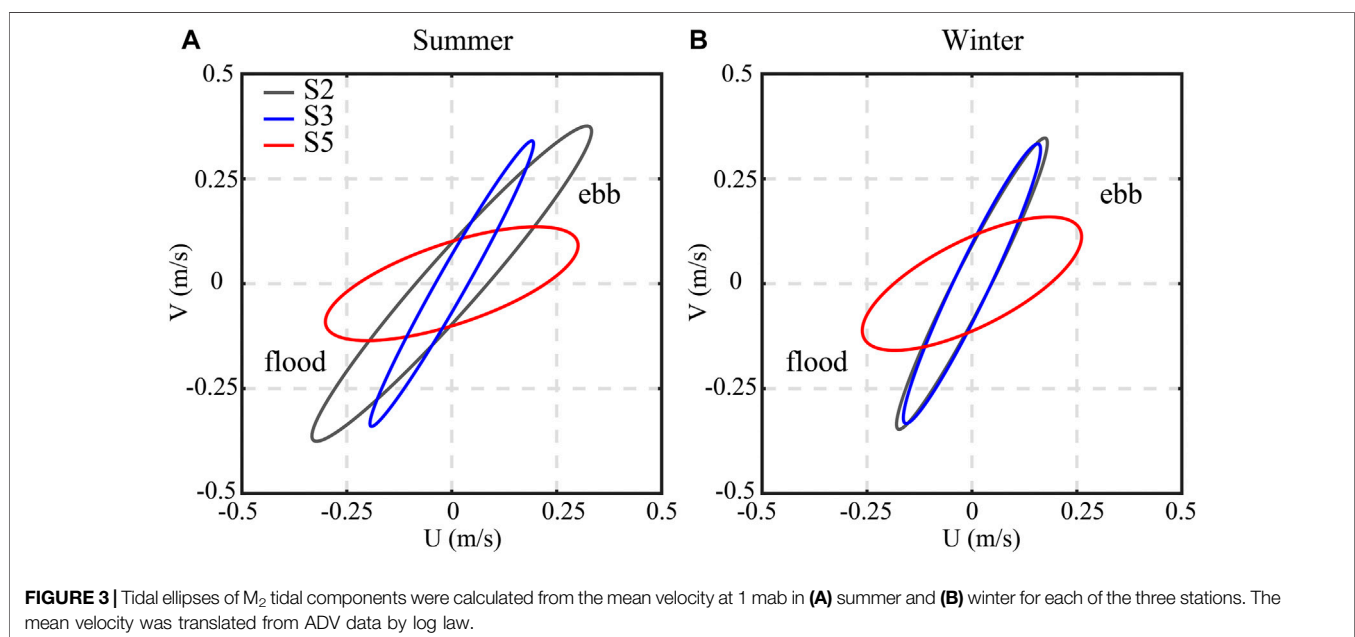 A
Summer
0.5
0.25
0
-0.25
-0.5
V (m/s)
S2
S3
S5
ebb
flood
-0.5
-0.25
0
0.25
0.5
U (m/s)
B
Winter
0.5
0.25
0
-0.25
-0.5
V (m/s)
ebb
flood
-0.5
-0.25
0
0.25
0.5
U (m/s)
FIGURE 3 | Tidal ellipses of M₂ tidal components were calculated from the mean velocity at 1 mab in (A) summer and (B) winter for each of the three stations. The
mean velocity was translated from ADV data by log law.